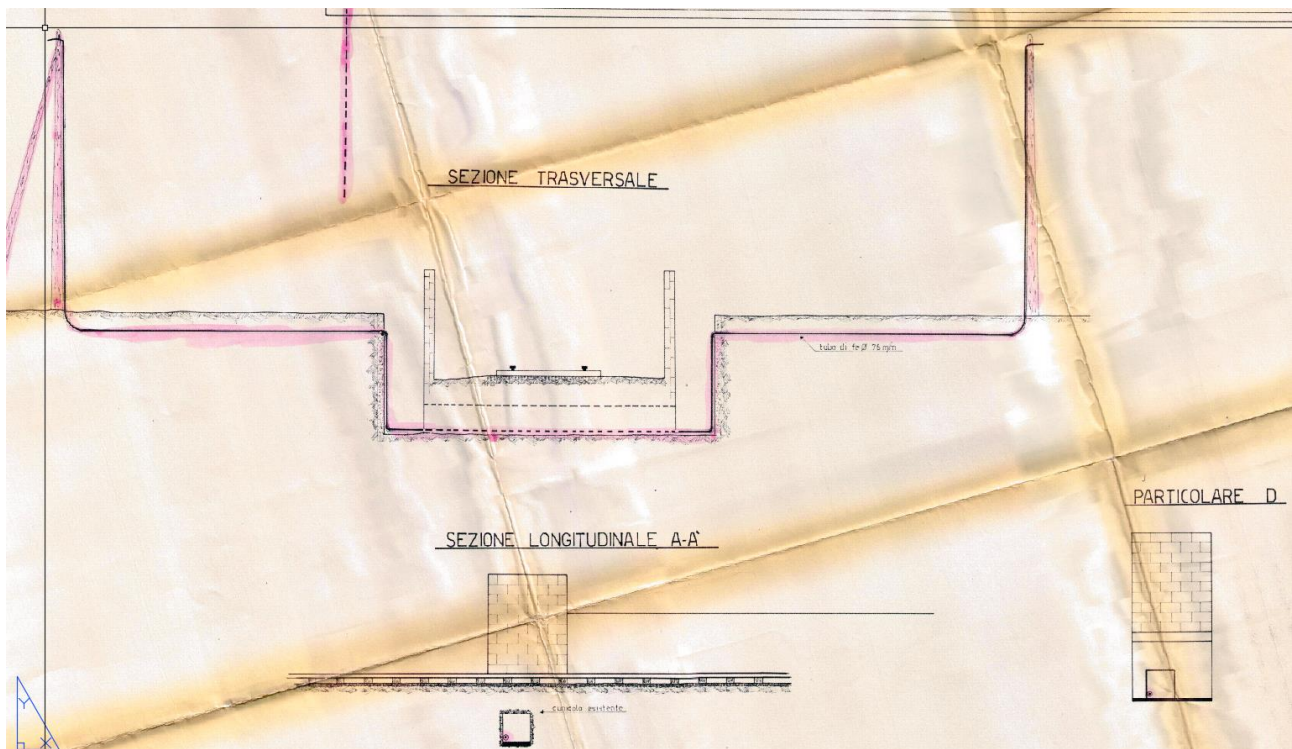 SEZIONE TRASVERSALE
tubo di fe Ø 76 m/m
SEZIONE LONGITUDINALE A-A'
PARTICOLARE D
cunicolo esistente
Y
X